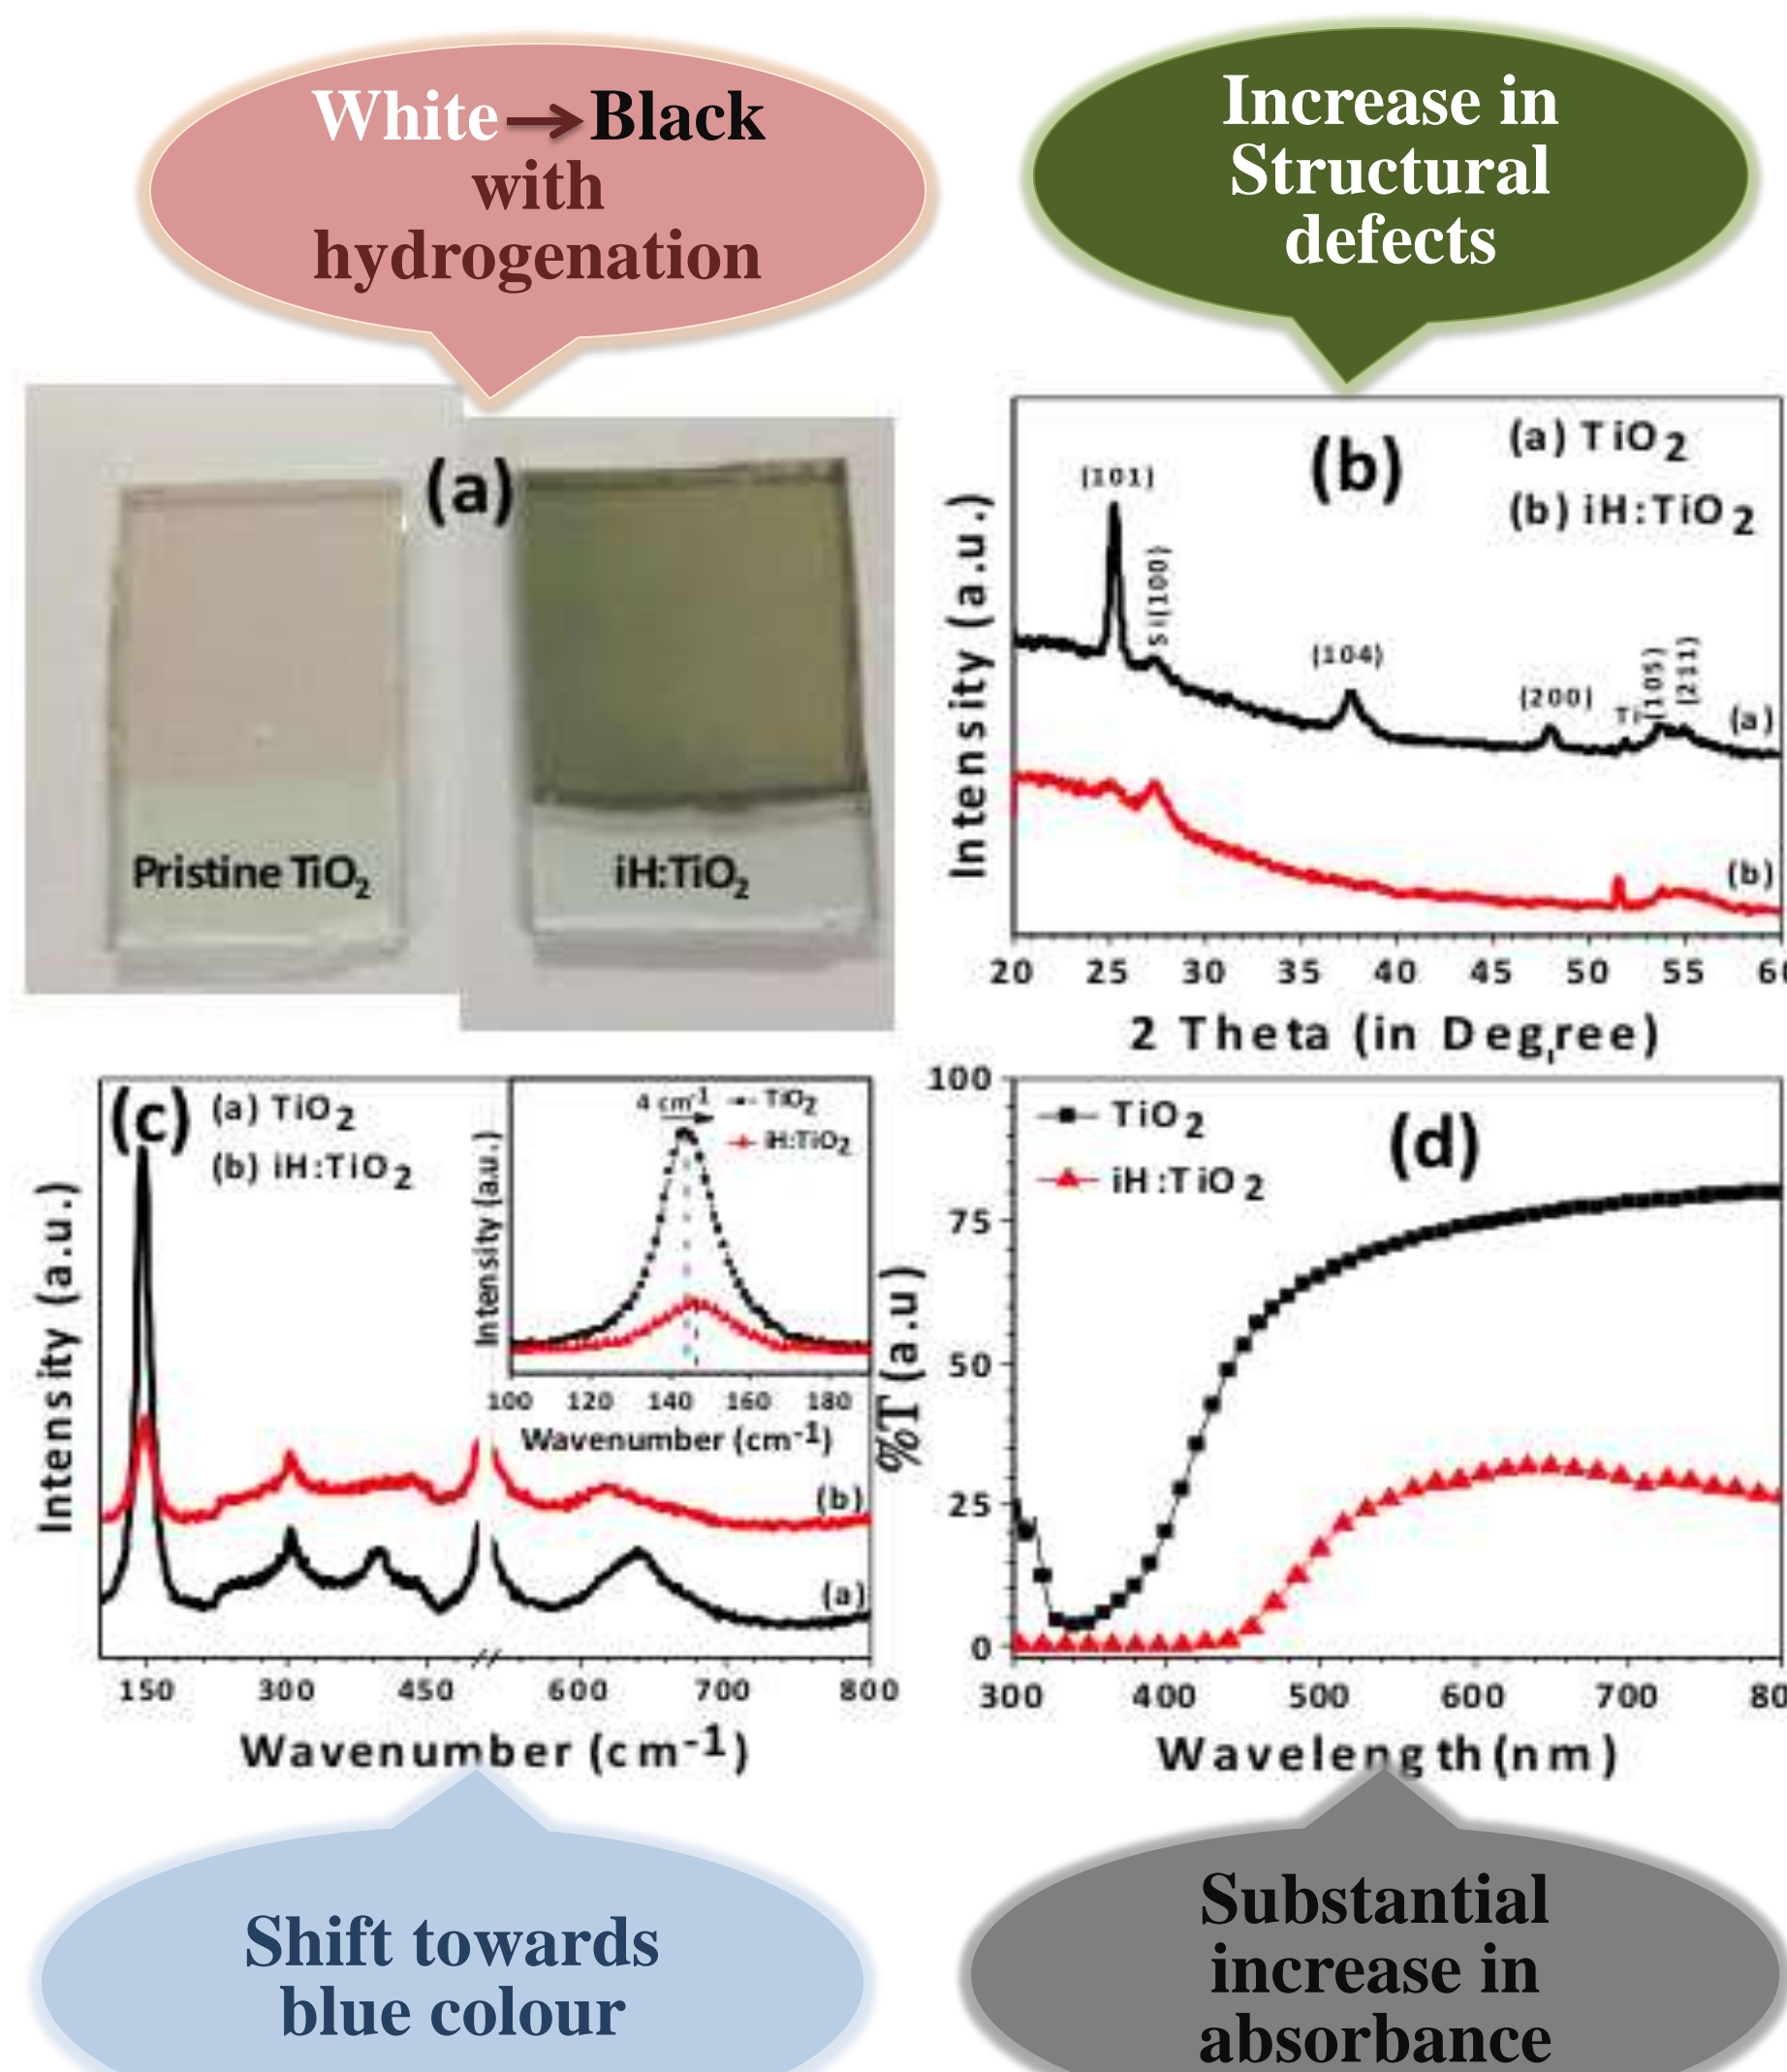 White → Black
with
hydrogenation
Increase in
Structural
defects
(a)
Pristine TiO2
iH:TiO2
(b)
(a) TiO2
(b) iH:TiO2
(101)
Si(100)
(104)
(200)
Ti
(105)
(211)
(a)
(b)
Intensity (a.u.)
20 25 30 35 40 45 50 55 6
2 Theta (in Degree)
(c)
(a) TiO2
(b) iH:TiO2
4 cm-1
TiO2
iH:TiO2
Intensity (a.u.)
100 120 140 160 180
Wavenumber (cm-1)
(b)
(a)
Intensity (a.u.)
150 300 450 600 700 800
Wavenumber (cm-1)
(d)
TiO2
iH:TiO2
100
75
50
25
0
%T (a.u)
300 400 500 600 700 80
Wavelength (nm)
Shift towards
blue colour
Substantial
increase in
absorbance